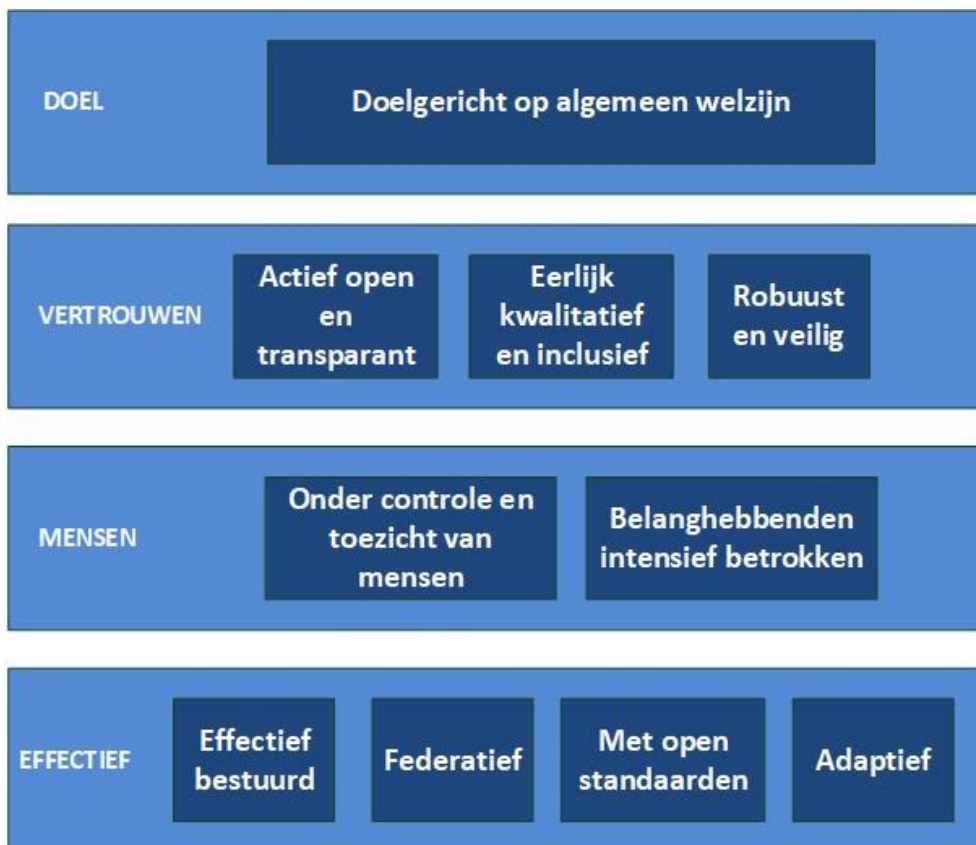 DOEL
Doelgericht op algemeen welzijn
VERTROUWEN
Actief open
en
transparant
Eerlijk
kwalitatief
en inclusief
Robuust
en veilig
MENSEN
Onder controle en
toezicht van
mensen
Belanghebbenden
intensief betrokken
EFFECTIEF
Effectief
bestuurd
Federatief
Met open
standaarden
Adaptief